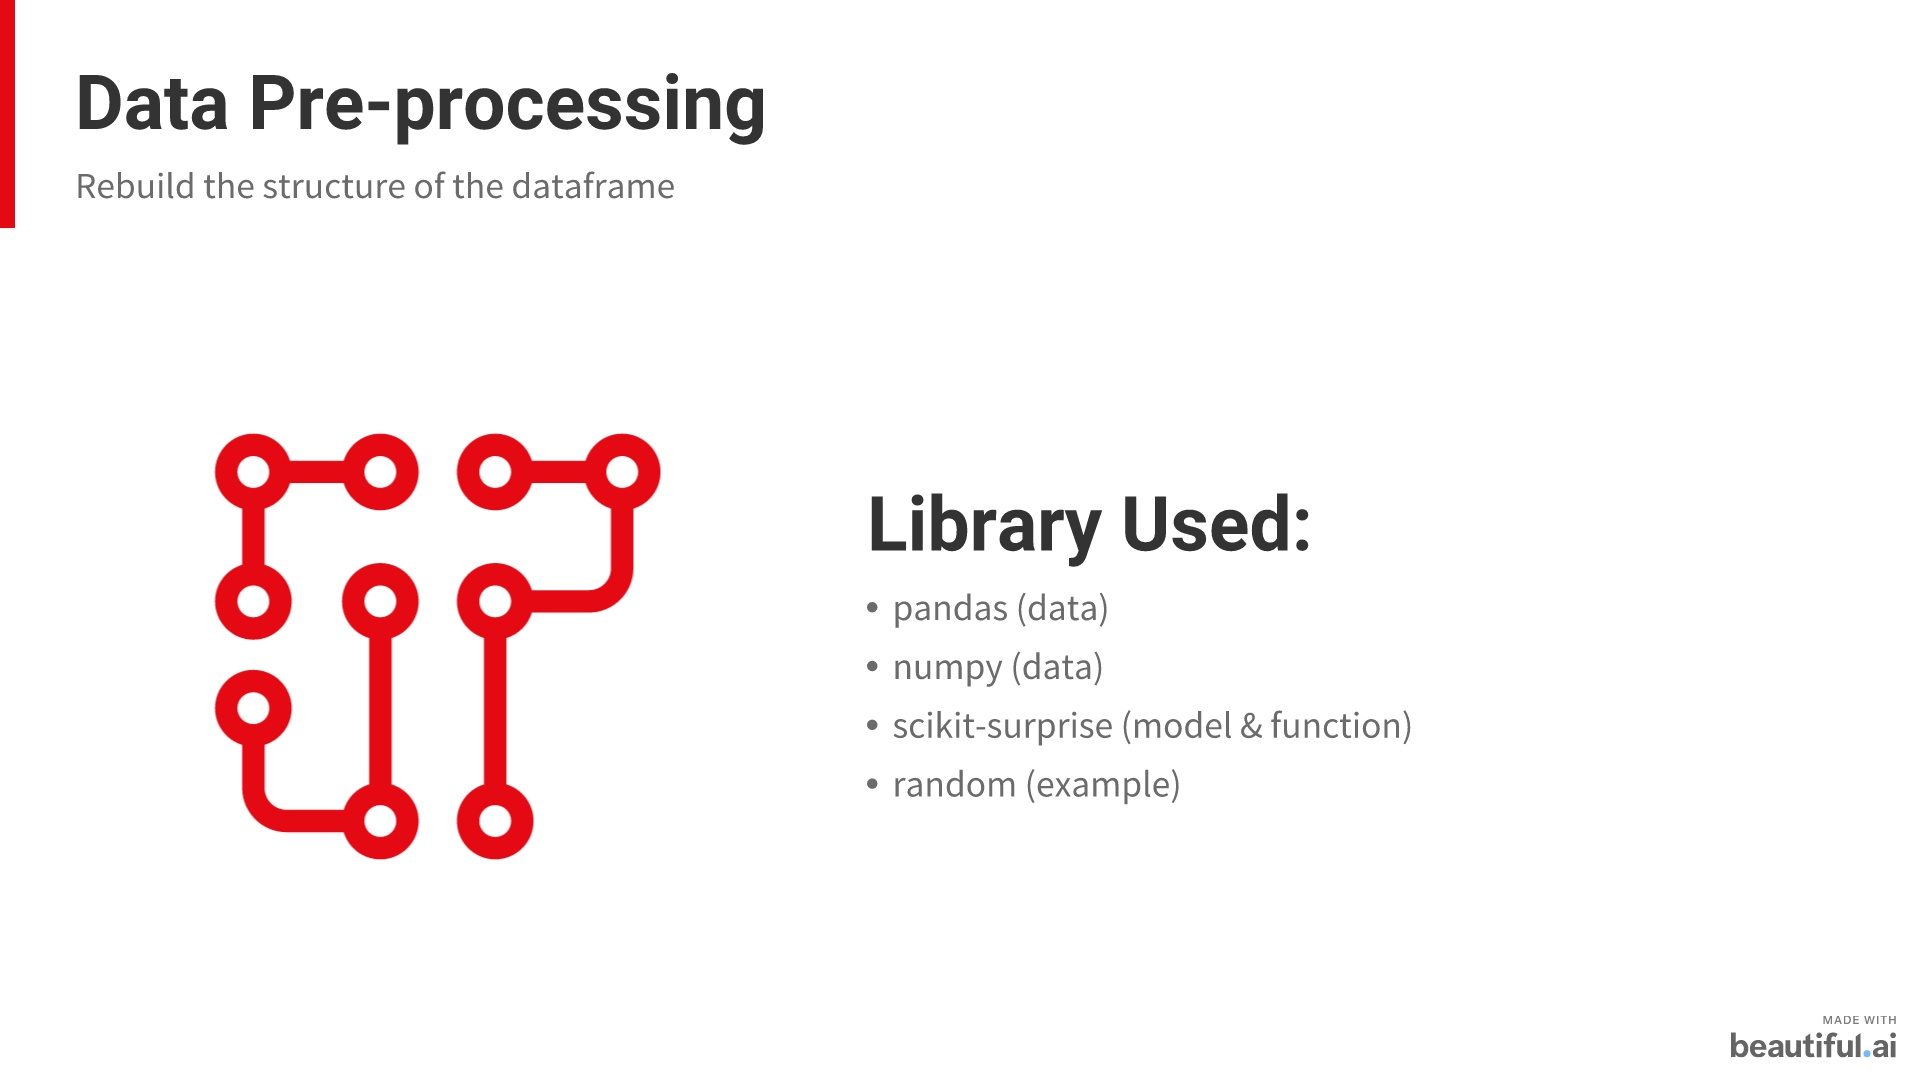 Data Pre-processing
Rebuild the structure of the dataframe
Library Used:
• pandas (data)
• numpy (data)
• scikit-surprise (model & function)
• random (example)
MADE WITH
beautiful.ai